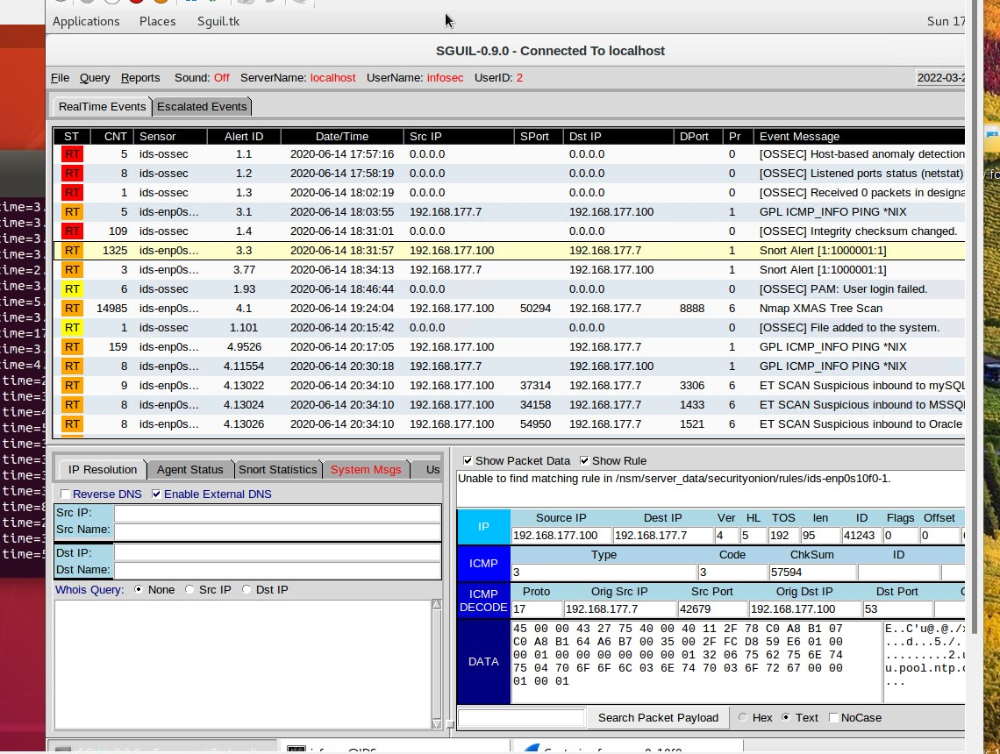 Applications Places Sguil.tk Sun 17
SGUIL-0.9.0 - Connected To localhost
File Query Reports Sound: Off ServerName: localhost UserName: infosec UserID: 2 2022-03-2
RealTime Events Escalated Events
ST CNT Sensor Alert ID Date/Time Src IP SPort Dst IP DPort Pr Event Message
RT 5 ids-ossec 1.1 2020-06-14 17:57:16 0.0.0.0 0.0.0.0 0 [OSSEC] Host-based anomaly detection
RT 8 ids-ossec 1.2 2020-06-14 17:58:19 0.0.0.0 0.0.0.0 0 [OSSEC] Listened ports status (netstat)
RT 1 ids-ossec 1.3 2020-06-14 18:02:19 0.0.0.0 0.0.0.0 0 [OSSEC] Received 0 packets in designa
RT 5 ids-enp0s... 3.1 2020-06-14 18:03:55 192.168.177.7 192.168.177.100 1 GPL ICMP_INFO PING *NIX
RT 109 ids-ossec 1.4 2020-06-14 18:31:01 0.0.0.0 0.0.0.0 0 [OSSEC] Integrity checksum changed.
RT 1325 ids-enp0s... 3.3 2020-06-14 18:31:57 192.168.177.100 192.168.177.7 1 Snort Alert [1:1000001:1]
RT 3 ids-enp0s... 3.77 2020-06-14 18:34:13 192.168.177.100 192.168.177.7 1 Snort Alert [1:1000001:1]
RT 6 ids-ossec 1.93 2020-06-14 18:46:44 0.0.0.0 0.0.0.0 0 [OSSEC] PAM: User login failed.
RT 14985 ids-enp0s... 4.1 2020-06-14 19:24:04 192.168.177.100 50294 192.168.177.7 8888 6 Nmap XMAS Tree Scan
RT 1 ids-ossec 1.101 2020-06-14 20:15:42 0.0.0.0 0.0.0.0 0 [OSSEC] File added to the system.
RT 159 ids-enp0s... 4.9526 2020-06-14 20:17:05 192.168.177.100 192.168.177.7 1 GPL ICMP_INFO PING *NIX
RT 8 ids-enp0s... 4.11554 2020-06-14 20:30:18 192.168.177.7 192.168.177.100 1 GPL ICMP_INFO PING *NIX
RT 9 ids-enp0s... 4.13022 2020-06-14 20:34:10 192.168.177.100 37314 192.168.177.7 3306 6 ET SCAN Suspicious inbound to mySQL
RT 8 ids-enp0s... 4.13024 2020-06-14 20:34:10 192.168.177.100 34158 192.168.177.7 1433 6 ET SCAN Suspicious inbound to MSSQ
RT 8 ids-enp0s... 4.13026 2020-06-14 20:34:10 192.168.177.100 54950 192.168.177.7 1521 6 ET SCAN Suspicious inbound to Oracle
IP Resolution Agent Status Snort Statistics System Msgs Us
Reverse DNS Enable External DNS
Src IP:
Src Name:
Dst IP:
Dst Name:
Whois Query: None Src IP Dst IP
Show Packet Data Show Rule
Unable to find matching rule in /nsm/server_data/securityonion/rules/ids-enp0s10f0-1.
IP Source IP Dest IP Ver HL TOS len ID Flags Offset
192.168.177.100 192.168.177.7 4 5 192 95 41243 0 0
ICMP Type Code ChkSum ID
3 3 57594
ICMP DECODE Proto Orig Src IP Src Port Orig Dst IP Dst Port
17 192.168.177.7 42679 192.168.177.100 53
DATA
45 00 00 43 27 75 40 00 40 11 2F 78 C0 A8 B1 07 E..C'u@.@./x
C0 A8 B1 64 A6 B7 00 35 00 2F FC D8 59 E6 01 00 ...d...5./.
00 01 00 00 00 00 00 00 01 32 06 75 62 75 6E 74 .........2.u
75 04 70 6F 6F 6C 03 6E 74 70 03 6F 72 67 00 00 u.pool.ntp.o
01 00 01 ...
Search Packet Payload Hex Text NoCase
time=3.
time=3.
time=3.
time=3.
time=2.
time=3.
time=5.
time=3.
time=17
time=3.
time=4.
time=2
time=3
time=4
time=5
time=3
time=3
time=3
time=3
time=8
time=2
time=3
time=5